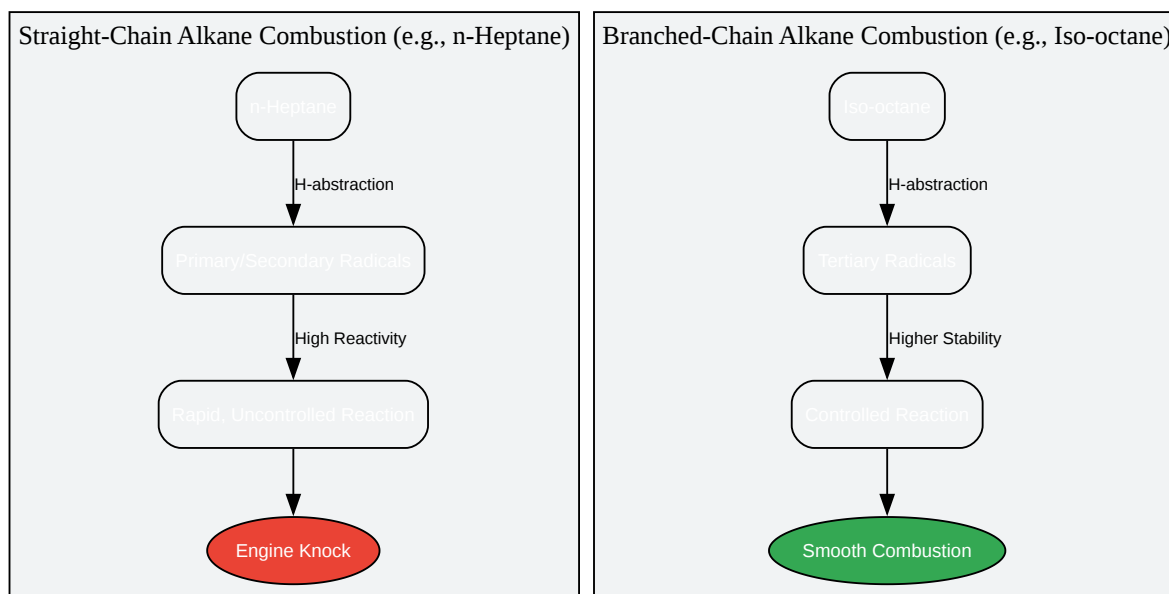 Straight-Chain Alkane Combustion (e.g., n-Heptane)
n-Heptane
H-abstraction
Primary/Secondary Radicals
High Reactivity
Rapid, Uncontrolled Reaction
Engine Knock
Branched-Chain Alkane Combustion (e.g., Iso-octane)
Iso-octane
H-abstraction
Tertiary Radicals
Higher Stability
Controlled Reaction
Smooth Combustion